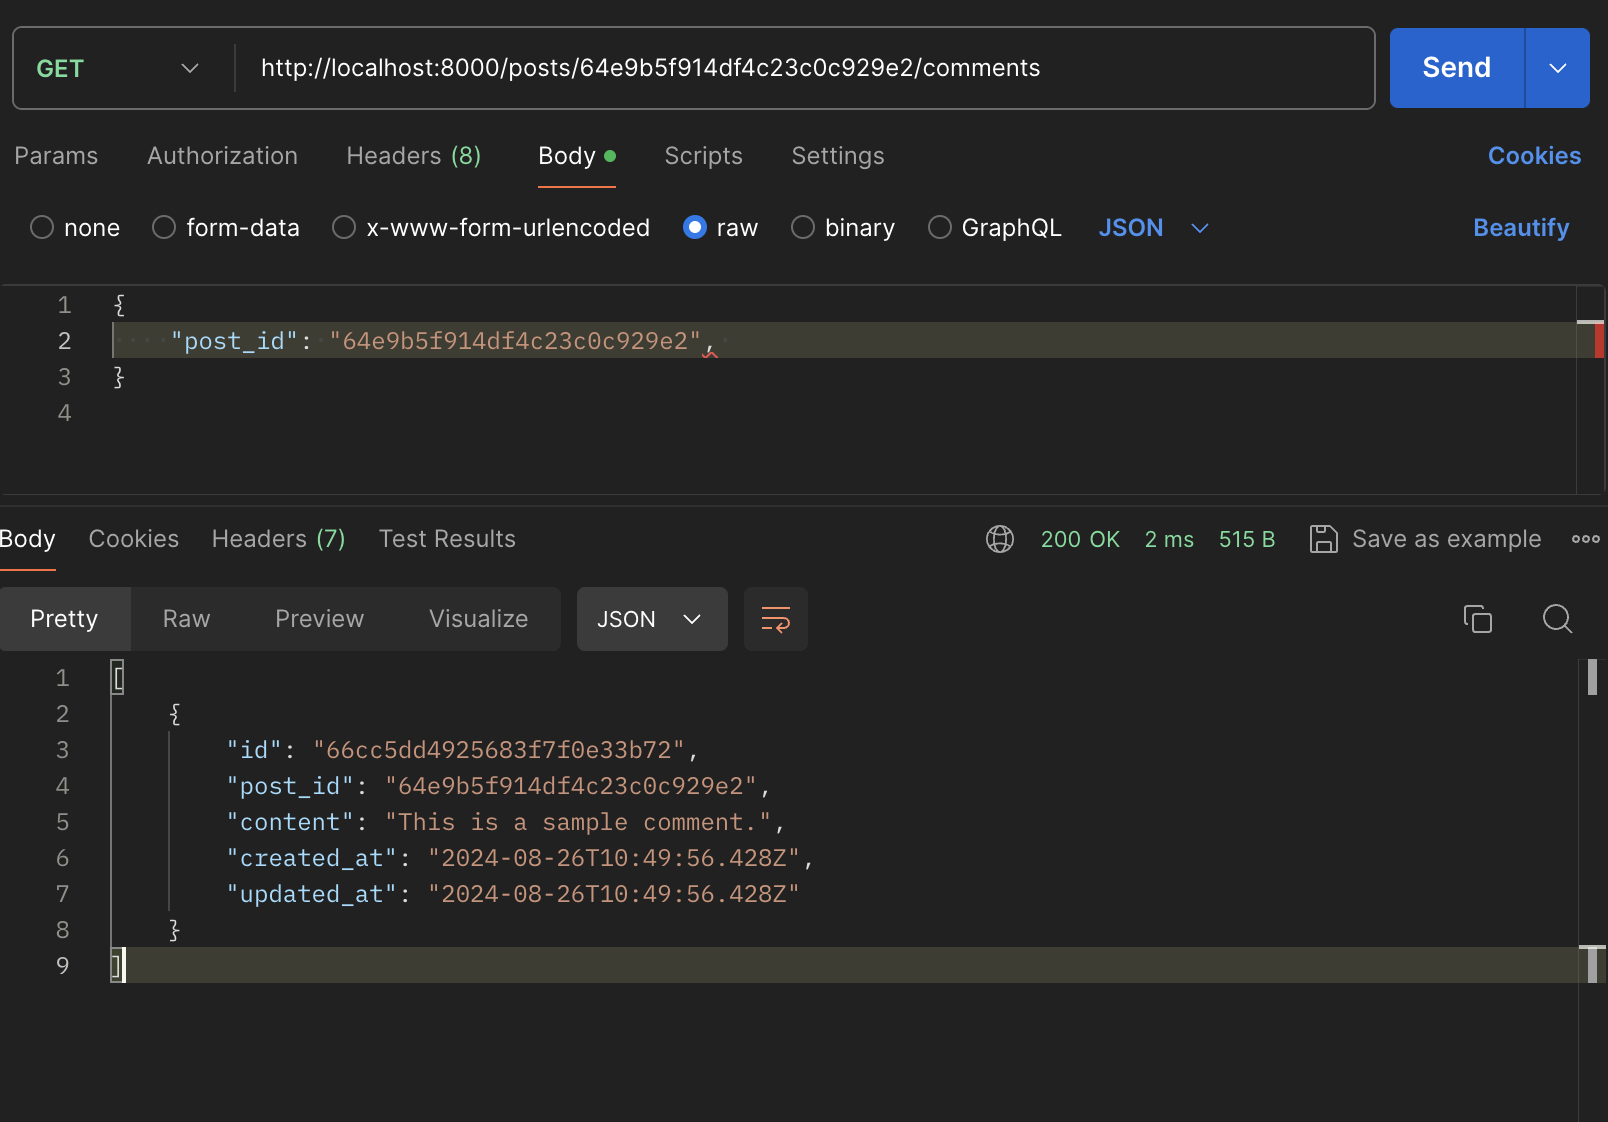 GET http://localhost:8000/posts/64e9b5f914df4c23c0c929e2/comments Send
Params Authorization Headers (8) Body Scripts Settings Cookies
none form-data x-www-form-urlencoded raw binary GraphQL JSON Beautify
1 {
2 "post_id": "64e9b5f914df4c23c0c929e2",
3 }
4
Body Cookies Headers (7) Test Results 200 OK 2 ms 515 B Save as example
Pretty Raw Preview Visualize JSON
1 [
2 {
3 "id": "66cc5dd4925683f7f0e33b72",
4 "post_id": "64e9b5f914df4c23c0c929e2",
5 "content": "This is a sample comment.",
6 "created_at": "2024-08-26T10:49:56.428Z",
7 "updated_at": "2024-08-26T10:49:56.428Z"
8 }
9 ]